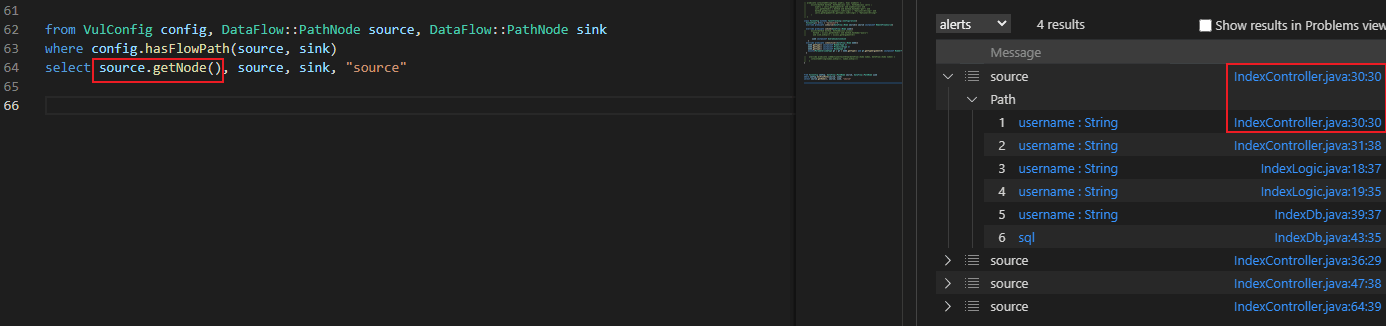 61
62 from VulConfig config, DataFlow::PathNode source, DataFlow::PathNode sink
63 where config.hasFlowPath(source, sink)
64 select source.getNode(), source, sink, "source"
65
66
alerts 4 results Show results in Problems view
Message
source IndexController.java:30:30
Path
1 username : String IndexController.java:30:30
2 username : String IndexController.java:31:38
3 username : String IndexLogic.java:18:37
4 username : String IndexLogic.java:19:35
5 username : String IndexDb.java:39:37
6 sql IndexDb.java:43:35
source IndexController.java:36:29
source IndexController.java:47:38
source IndexController.java:64:39